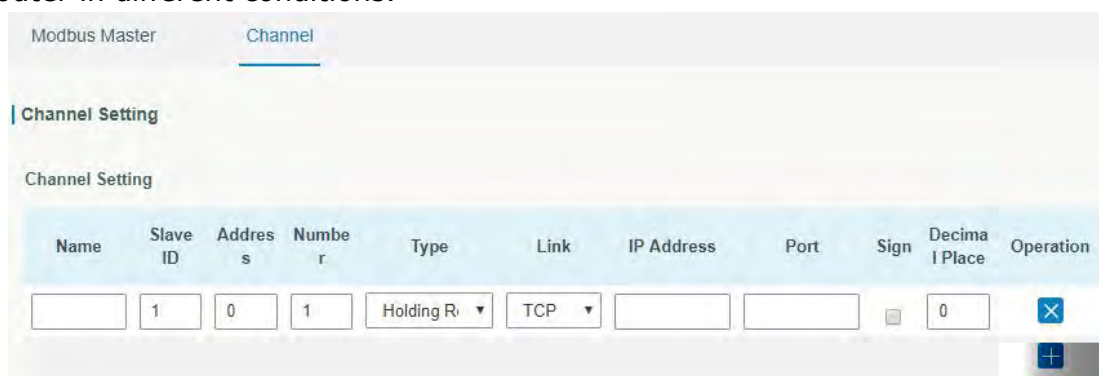 outer in different conditions.
Modbus Master Channel
Channel Setting
Channel Setting
Name Slave ID Addres s Numbe r Type Link IP Address Port Sign Decima l Place Operation
1 0 1 Holding R TCP 0